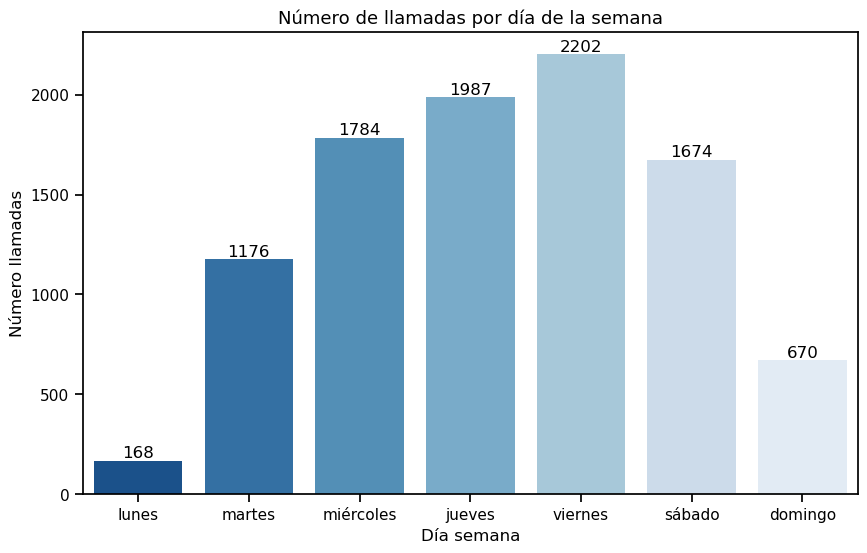 Número de llamadas por día de la semana
Número llamadas
2000
1500
1000
500
0
168
1176
1784
1987
2202
1674
670
lunes
martes
miércoles
jueves
viernes
sábado
domingo
Día semana